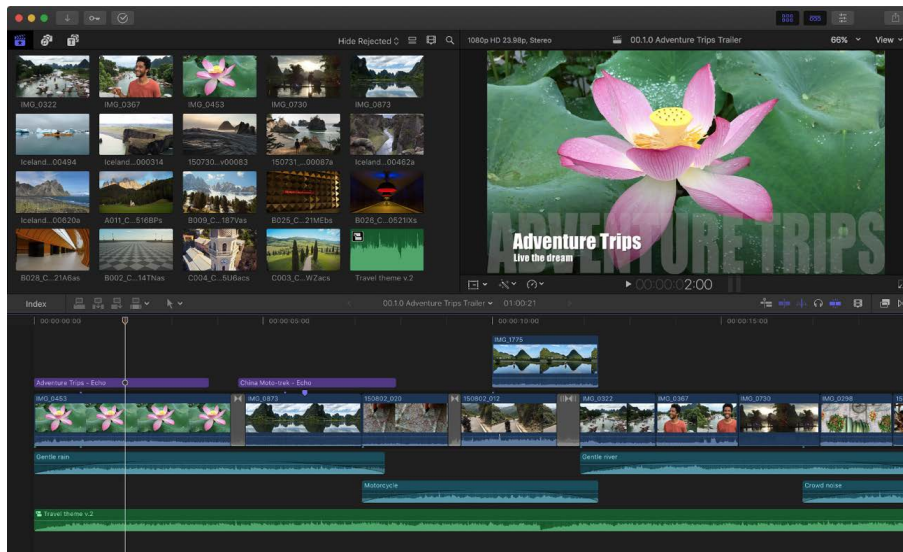 Hide Rejected
1080p HD 23.98p, Stereo
00.1.0 Adventure Trips Trailer
66%
View
IMG_0322
IMG_0367
IMG_0453
IMG_0730
IMG_0873
Iceland...00494
Iceland...000314
150730...v00083
150731_...00087a
Iceland...00462a
Iceland...00620a
A011_C...516BPs
B009_C...187Vas
B025_C...21MEbs
B028_C...0521IXs
B028_C...21A6as
B002_C...14TNas
C004_C...5U6acs
C003_C...WZacs
Travel theme v.2
ADVENTURE TRIPS
Adventure Trips
Live the dream
00:00:02:00
Index
00.1.0 Adventure Trips Trailer
01:00:21
00:00:00:00
00:00:05:00
00:00:10:00
00:00:15:00
IMG_1775
Adventure Trips - Echo
China Moto-trek - Echo
IMG_0453
IMG_0873
150802_020
150802_012
IMG_0322
IMG_0367
IMG_0730
IMG_0298
15
Gentle rain
Gentle river
Motorcycle
Crowd noise
Travel theme v.2